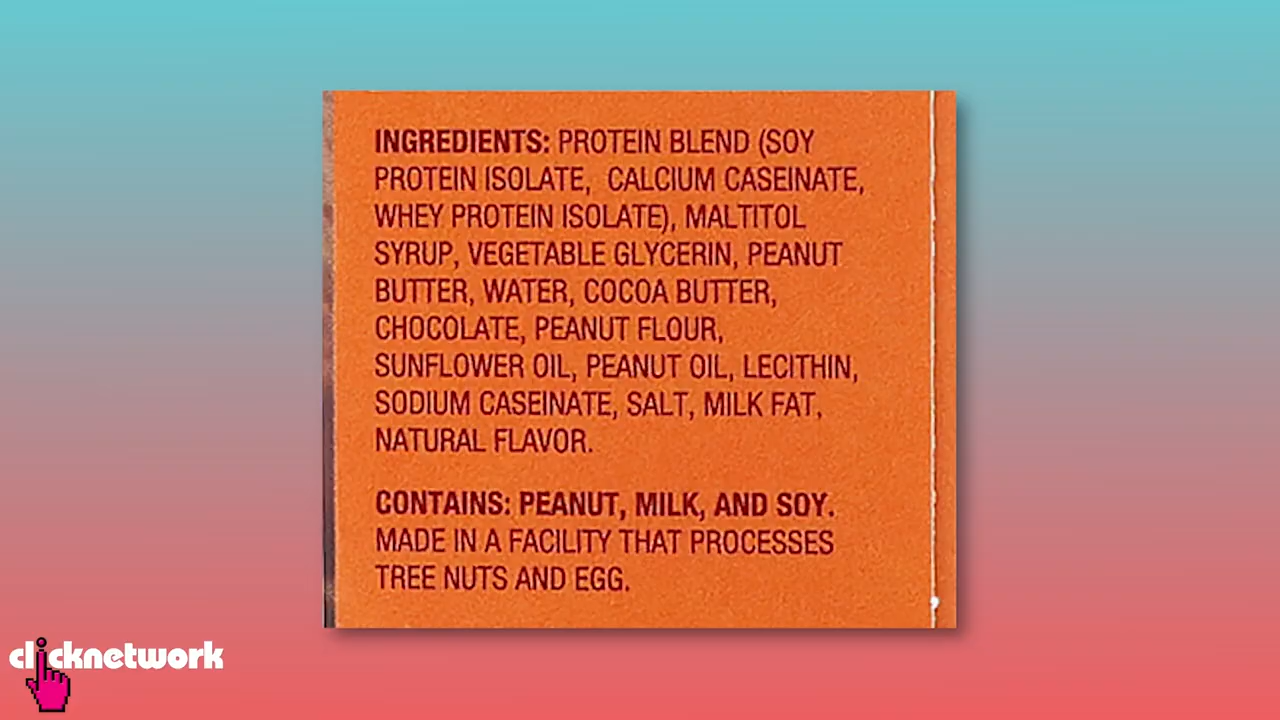 INGREDIENTS: PROTEIN BLEND (SOY
PROTEIN ISOLATE, CALCIUM CASEINATE,
WHEY PROTEIN ISOLATE), MALTITOL
SYRUP, VEGETABLE GLYCERIN, PEANUT
BUTTER, WATER, COCOA BUTTER,
CHOCOLATE, PEANUT FLOUR,
SUNFLOWER OIL, PEANUT OIL, LECITHIN,
SODIUM CASEINATE, SALT, MILK FAT,
NATURAL FLAVOR.
CONTAINS: PEANUT, MILK, AND SOY.
MADE IN A FACILITY THAT PROCESSES
TREE NUTS AND EGG.
clicknetwork